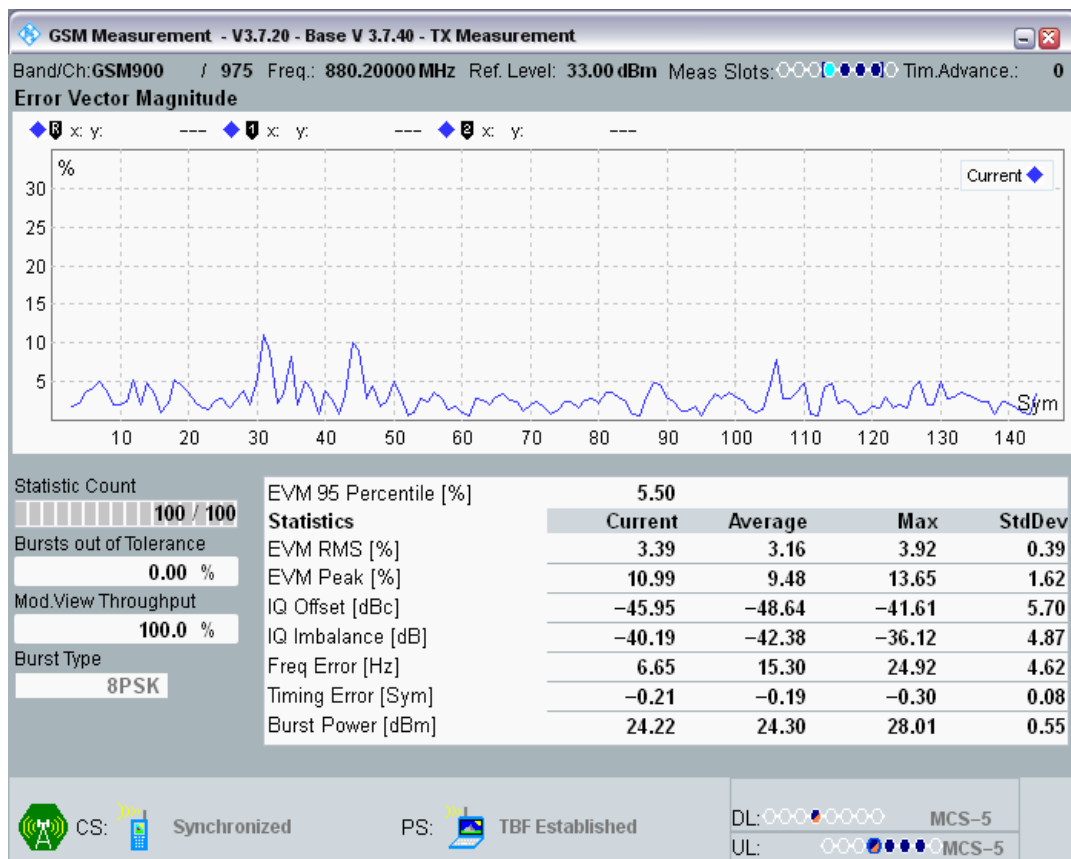 GSM Measurement - V3.7.20 - Base V 3.7.40 - TX Measurement
Band/Ch:GSM900 / 975 Freq.: 880.20000 MHz Ref. Level: 33.00 dBm Meas Slots: Tim.Advance.: 0
Error Vector Magnitude
R x: y: --- 1 x: y: --- 2 x: y: ---
%
Current
30
25
20
15
10
5
Sym
10 20 30 40 50 60 70 80 90 100 110 120 130 140
Statistic Count
100 / 100
Bursts out of Tolerance
0.00 %
Mod.View Throughput
100.0 %
Burst Type
8PSK
EVM 95 Percentile [%] 5.50
Statistics Current Average Max StdDev
EVM RMS [%] 3.39 3.16 3.92 0.39
EVM Peak [%] 10.99 9.48 13.65 1.62
IQ Offset [dBc] −45.95 −48.64 −41.61 5.70
IQ Imbalance [dB] −40.19 −42.38 −36.12 4.87
Freq Error [Hz] 6.65 15.30 24.92 4.62
Timing Error [Sym] −0.21 −0.19 −0.30 0.08
Burst Power [dBm] 24.22 24.30 28.01 0.55
CS: Synchronized PS: TBF Established
DL: MCS−5
UL: MCS−5